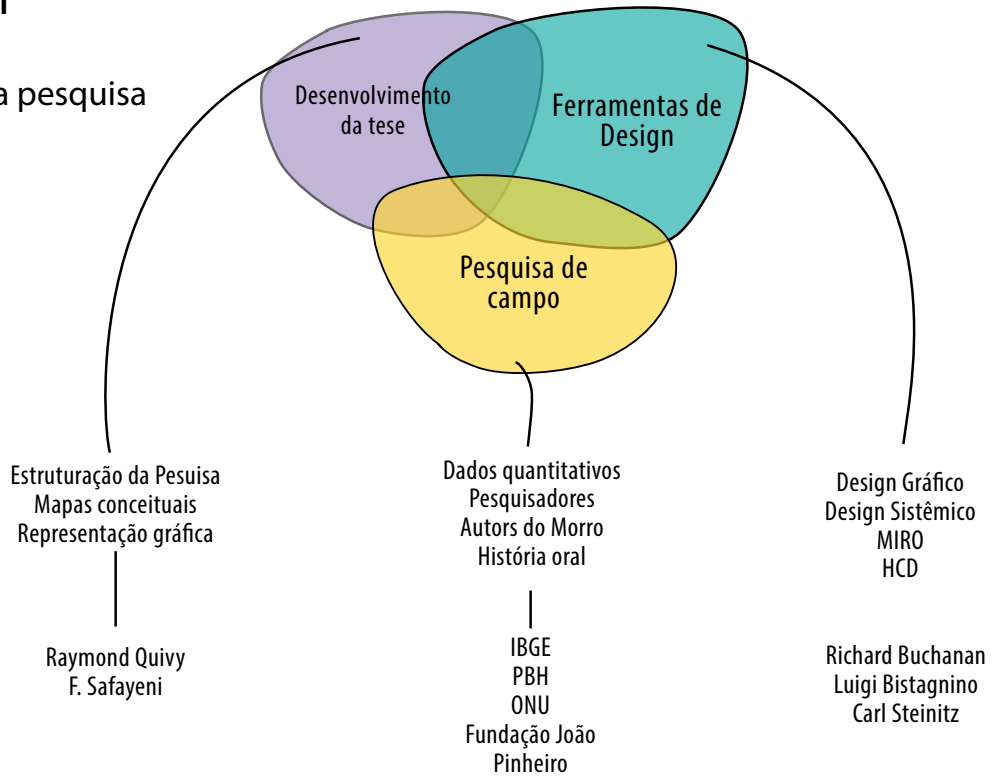 a pesquisa
Desenvolvimento
da tese
Ferramentas de
Design
Pesquisa de
campo
Estruturação da Pesuisa
Mapas conceituais
Representação gráfica
Raymond Quivy
F. Safayeni
Dados quantitativos
Pesquisadores
Autors do Morro
História oral
IBGE
PBH
ONU
Fundação João
Pinheiro
Design Gráfico
Design Sistêmico
MIRO
HCD
Richard Buchanan
Luigi Bistagnino
Carl Steinitz